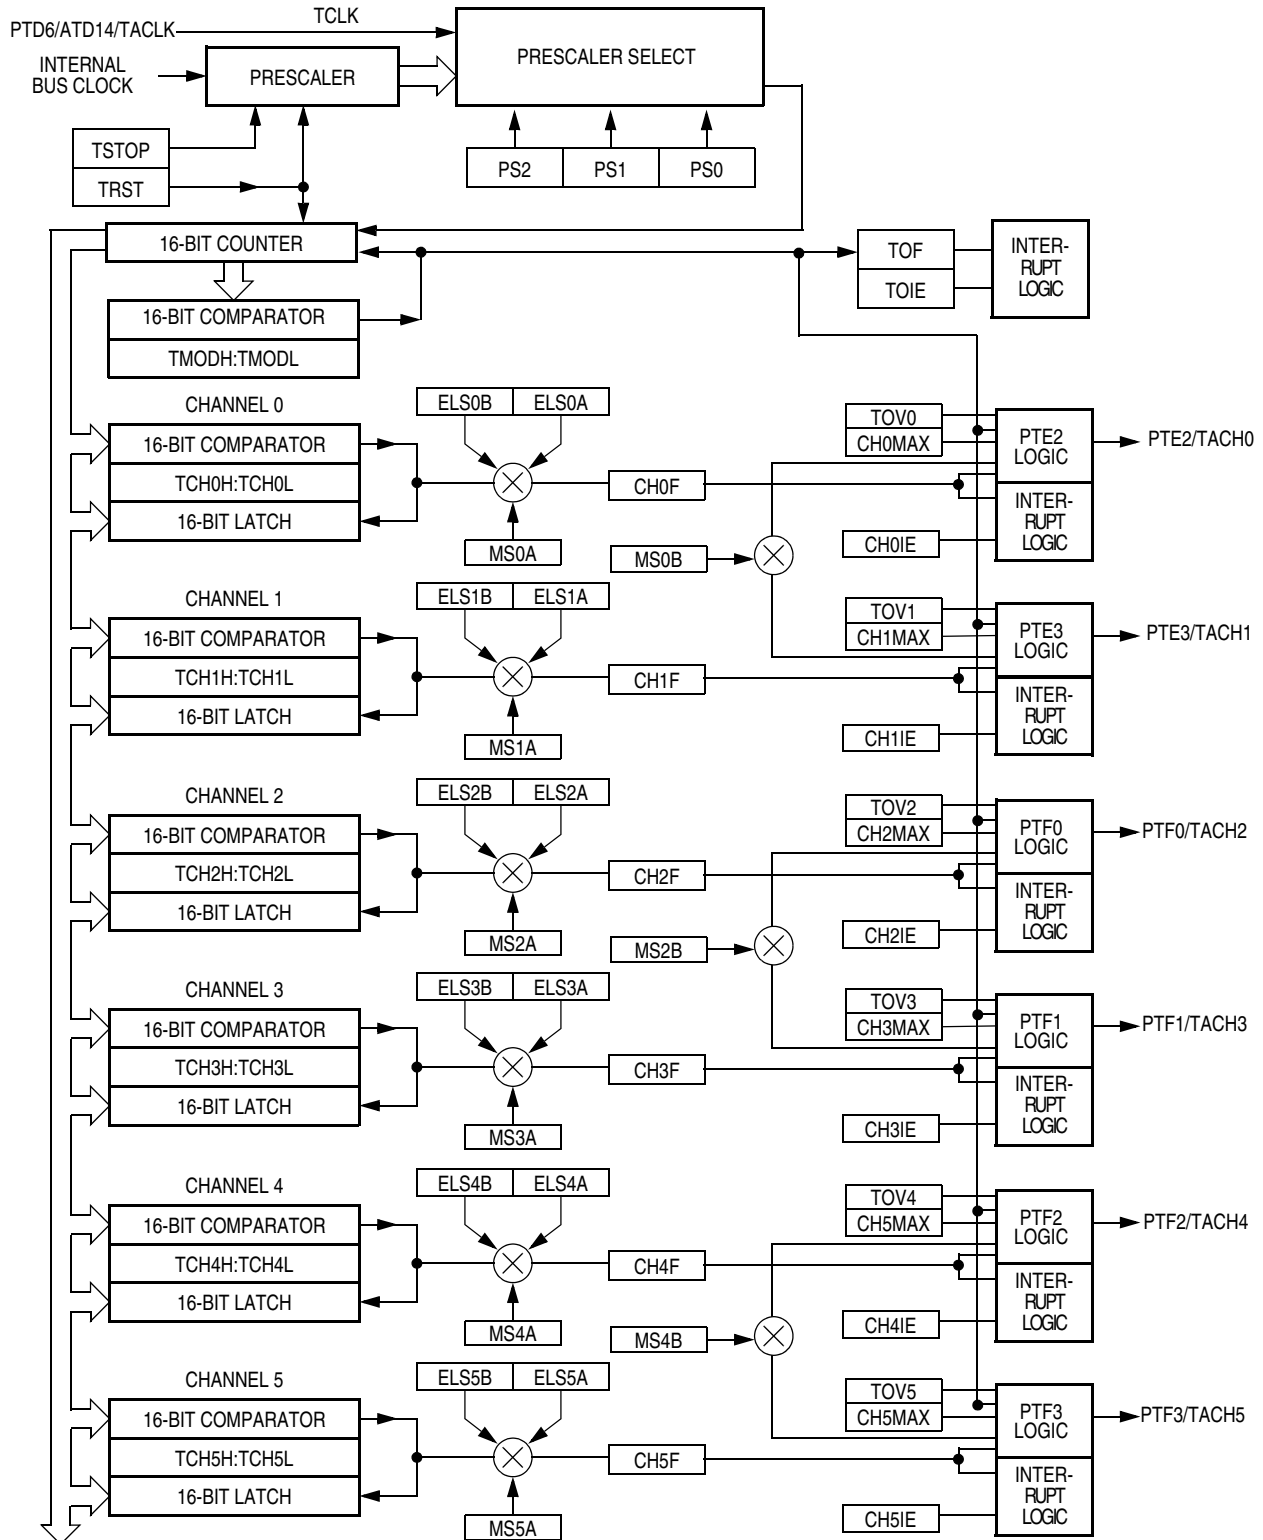 TCLK
PTD6/ATD14/TACLK
PRESCALER SELECT
INTERNAL
BUS CLOCK
PRESCALER
TSTOP
TRST
PS2
PS1
PS0
16-BIT COUNTER
TOF
TOIE
INTER-
RUPT
LOGIC
16-BIT COMPARATOR
TMODH:TMODL
CHANNEL 0
16-BIT COMPARATOR
TCH0H:TCH0L
16-BIT LATCH
ELS0B
ELS0A
MS0A
CH0F
MS0B
TOV0
CH0MAX
CH0IE
PTE2
LOGIC
INTER-
RUPT
LOGIC
PTE2/TACH0
CHANNEL 1
16-BIT COMPARATOR
TCH1H:TCH1L
16-BIT LATCH
ELS1B
ELS1A
MS1A
CH1F
TOV1
CH1MAX
CH1IE
PTE3
LOGIC
INTER-
RUPT
LOGIC
PTE3/TACH1
CHANNEL 2
16-BIT COMPARATOR
TCH2H:TCH2L
16-BIT LATCH
ELS2B
ELS2A
MS2A
CH2F
MS2B
TOV2
CH2MAX
CH2IE
PTF0
LOGIC
INTER-
RUPT
LOGIC
PTF0/TACH2
CHANNEL 3
16-BIT COMPARATOR
TCH3H:TCH3L
16-BIT LATCH
ELS3B
ELS3A
MS3A
CH3F
TOV3
CH3MAX
CH3IE
PTF1
LOGIC
INTER-
RUPT
LOGIC
PTF1/TACH3
CHANNEL 4
16-BIT COMPARATOR
TCH4H:TCH4L
16-BIT LATCH
ELS4B
ELS4A
MS4A
CH4F
MS4B
TOV4
CH5MAX
CH4IE
PTF2
LOGIC
INTER-
RUPT
LOGIC
PTF2/TACH4
CHANNEL 5
16-BIT COMPARATOR
TCH5H:TCH5L
16-BIT LATCH
ELS5B
ELS5A
MS5A
CH5F
TOV5
CH5MAX
CH5IE
PTF3
LOGIC
INTER-
RUPT
LOGIC
PTF3/TACH5